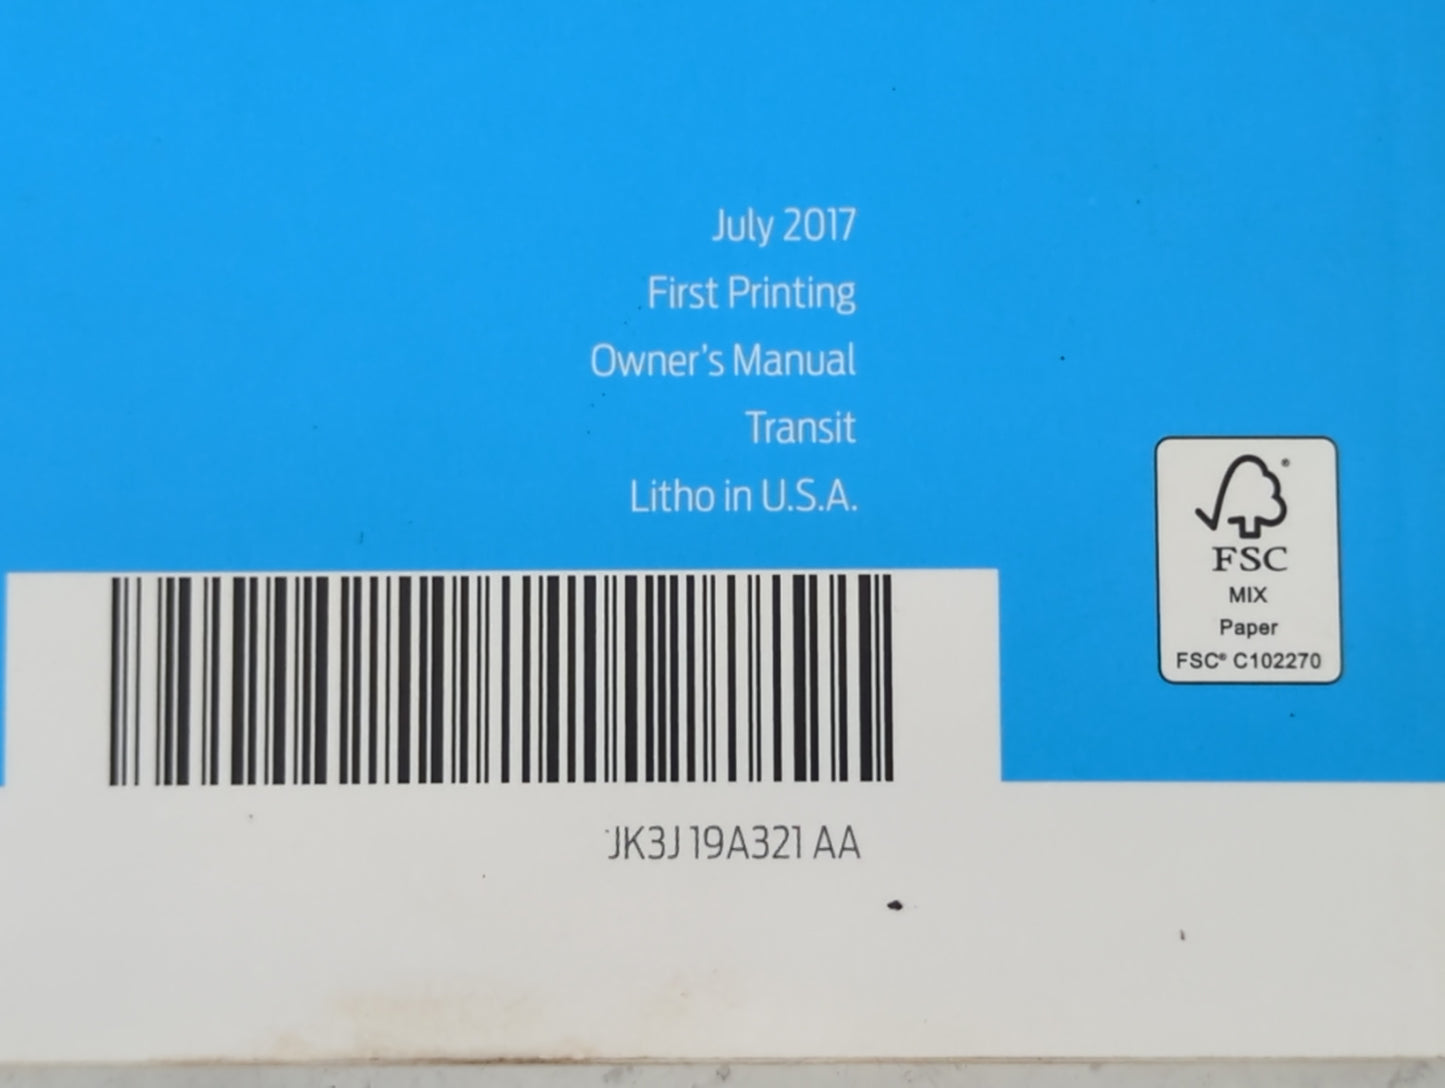 July 2017
First Printing
Owner's Manual
Transit
Litho in U.S.A.
FSC
MIX
Paper
FSC® C102270
JK3J 19A321 AA